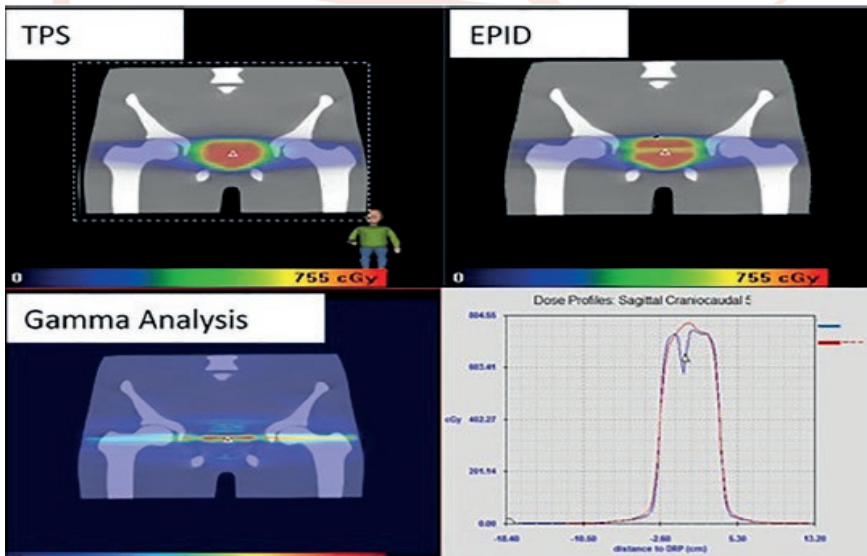 TPS
EPID
0 755 cGy
0 755 cGy
Gamma Analysis
Dose Profiles: Sagittal Craniocaudal 5
804.55
603.41
cGy 402.27
201.14
0.00
-18.40 -10.50 -2.60 5.30 13.20
distance to DRP (cm)